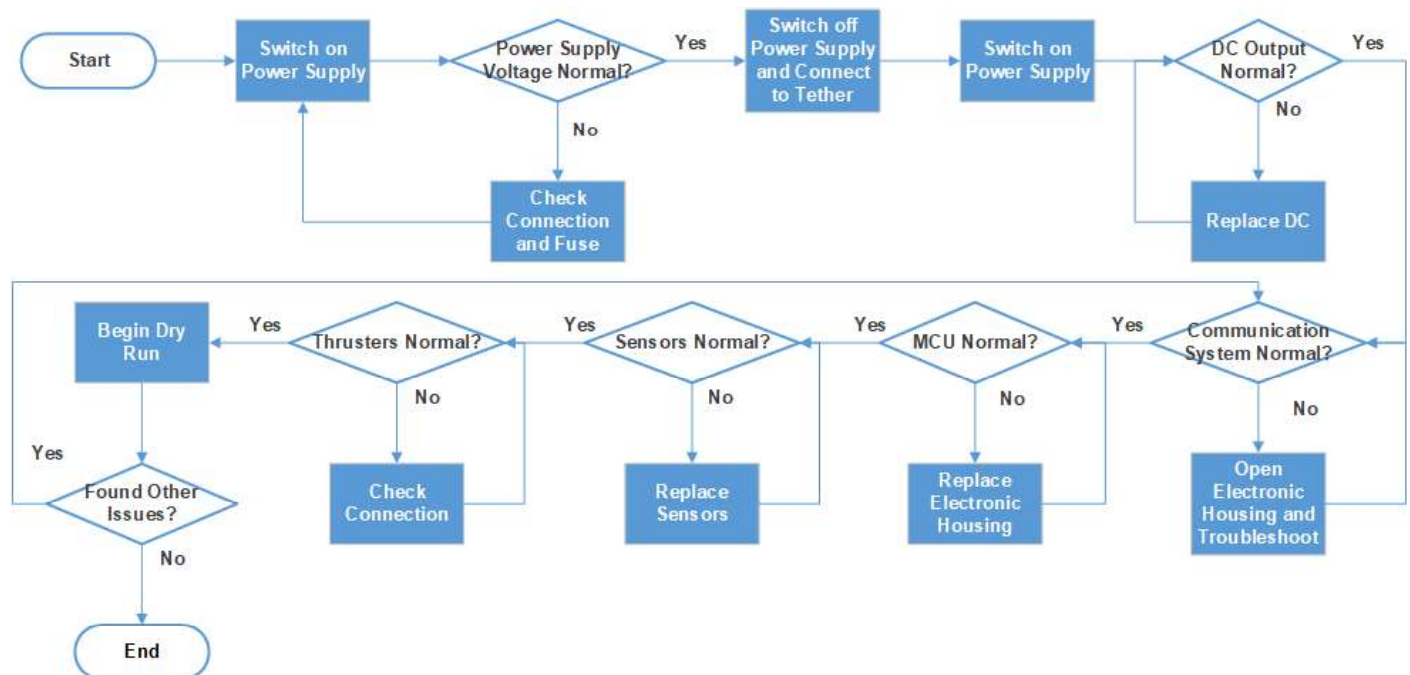 Start
Switch on
Power Supply
Power Supply
Voltage Normal?
Yes
Switch off
Power Supply
and Connect
to Tether
Switch on
Power Supply
DC Output
Normal?
Yes
No
No
Check
Connection
and Fuse
Replace DC
Begin Dry
Run
Yes
Thrusters Normal?
Yes
Sensors Normal?
Yes
MCU Normal?
Yes
Communication
System Normal?
No
No
No
No
Yes
Found Other
Issues?
Check
Connection
Replace
Sensors
Replace
Electronic
Housing
Open
Electronic
Housing and
Troubleshoot
No
End